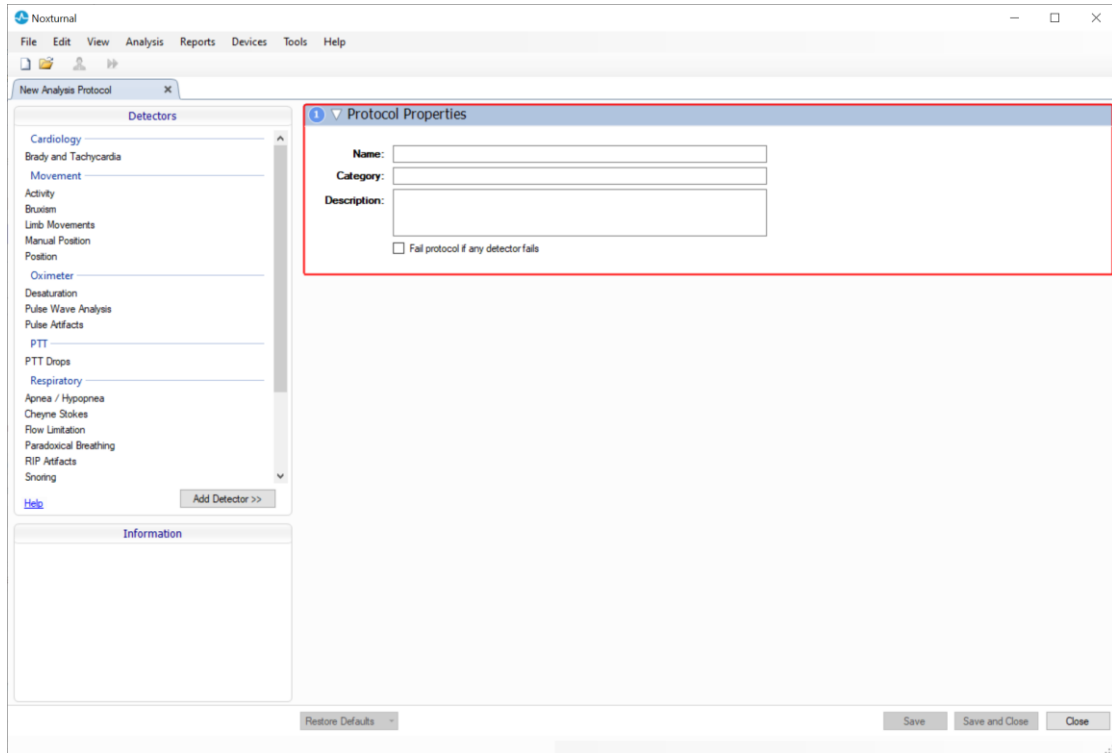 Noxturnal
File Edit View Analysis Reports Devices Tools Help
New Analysis Protocol
Detectors
Cardiology
Brady and Tachycardia
Movement
Activity
Bruxism
Limb Movements
Manual Position
Position
Oximeter
Desaturation
Pulse Wave Analysis
Pulse Artifacts
PTT
PTT Drops
Respiratory
Apnea / Hypopnea
Cheyne Stokes
Flow Limitation
Paradoxical Breathing
RIP Artifacts
Snoring
Help
Add Detector >>
Information
1 Protocol Properties
Name:
Category:
Description:
Fail protocol if any detector fails
Restore Defaults
Save Save and Close Close